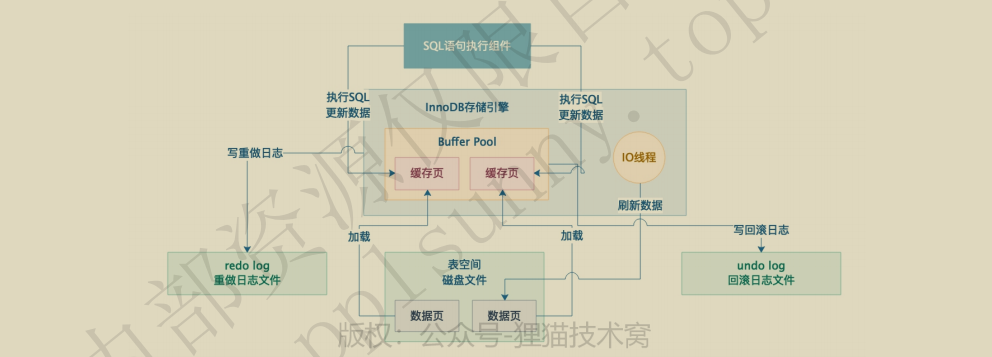 SQL语句执行组件
执行SQL
更新数据
InnoDB存储引擎
执行SQL
更新数据
Buffer Pool
缓存页
缓存页
IO线程
写重做日志
刷新数据
加载
加载
写回滚日志
redo log
重做日志文件
表空间
磁盘文件
undo log
回滚日志文件
数据页
数据页
版权：公众号-狸猫技术窝
内部资源仅限
pplsunny.top